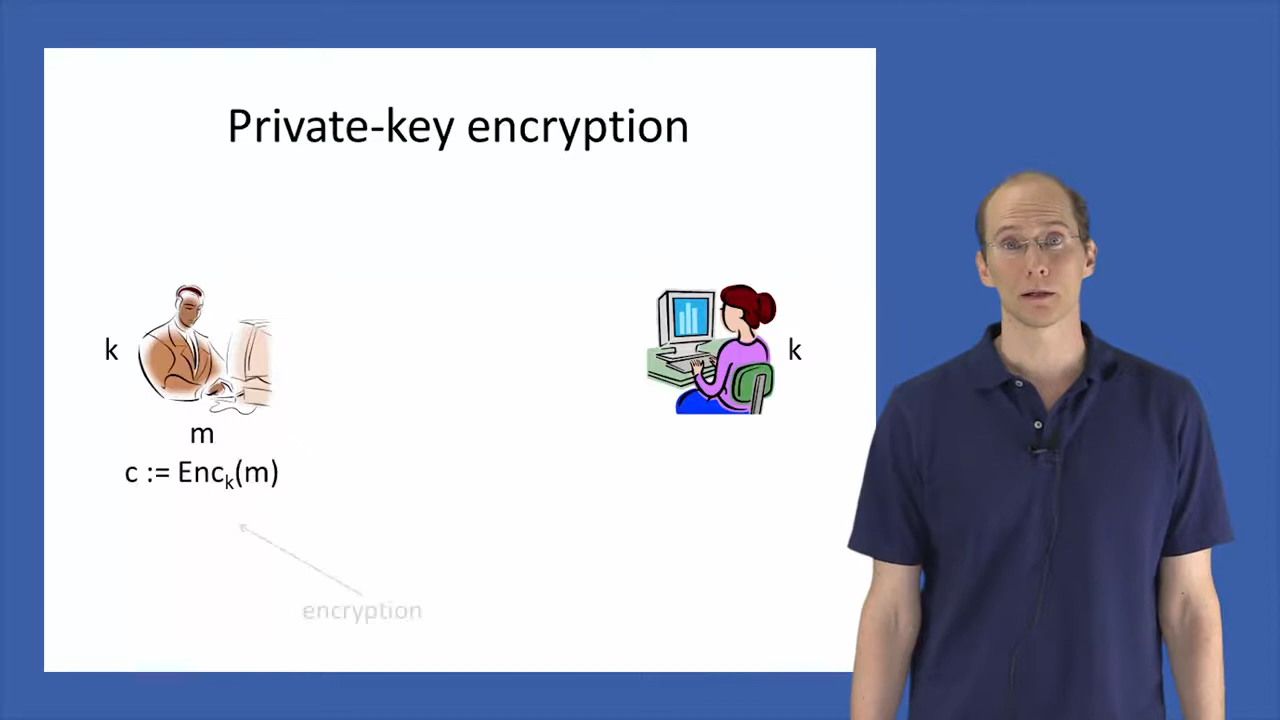 Private-key encryption
k
k
m
c := Enck(m)
encryption